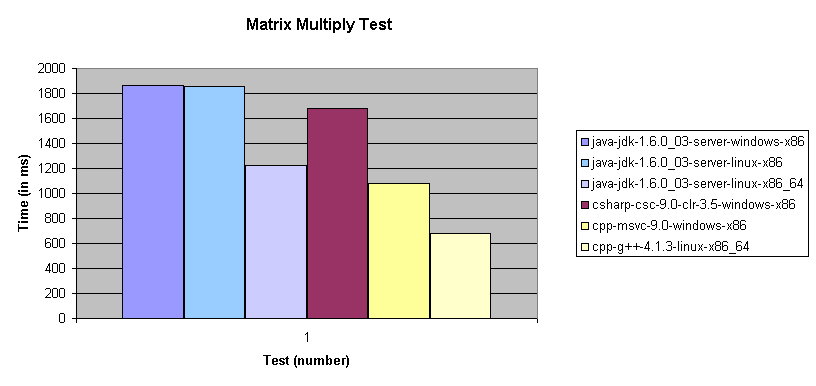 Matrix Multiply Test
2000
1800
1600
1400
1200
1000
800
600
400
200
0
Time (in ms)
1
Test (number)
java-jdk-1.6.0_03-server-windows-x86
java-jdk-1.6.0_03-server-linux-x86
java-jdk-1.6.0_03-server-linux-x86_64
csharp-csc-9.0-clr-3.5-windows-x86
cpp-msvc-9.0-windows-x86
cpp-g++-4.1.3-linux-x86_64